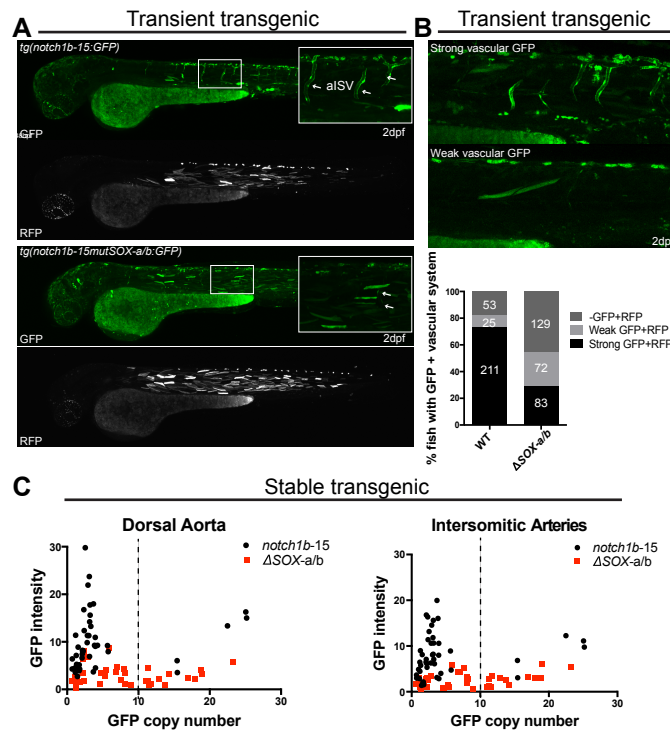 A
Transient transgenic
tg(notch1b-15:GFP)
aISV
GFP
2dpf
RFP
tg(notch1b-15mutSOX-a/b:GFP)
GFP
2dpf
RFP
B
Transient transgenic
Strong vascular GFP
Weak vascular GFP
2dp
% fish with GFP + vascular system
100
80
60
40
20
0
53
25
211
129
72
83
WT
ΔSOX-a/b
-GFP+RFP
Weak GFP+RFP
Strong GFP+RFP
C
Stable transgenic
Dorsal Aorta
notch1b-15
ΔSOX-a/b
GFP intensity
30
20
10
0
0 10 20 30
GFP copy number
Intersomitic Arteries
notch1b-15
ΔSOX-a/b
GFP intensity
30
20
10
0
0 10 20 30
GFP copy number